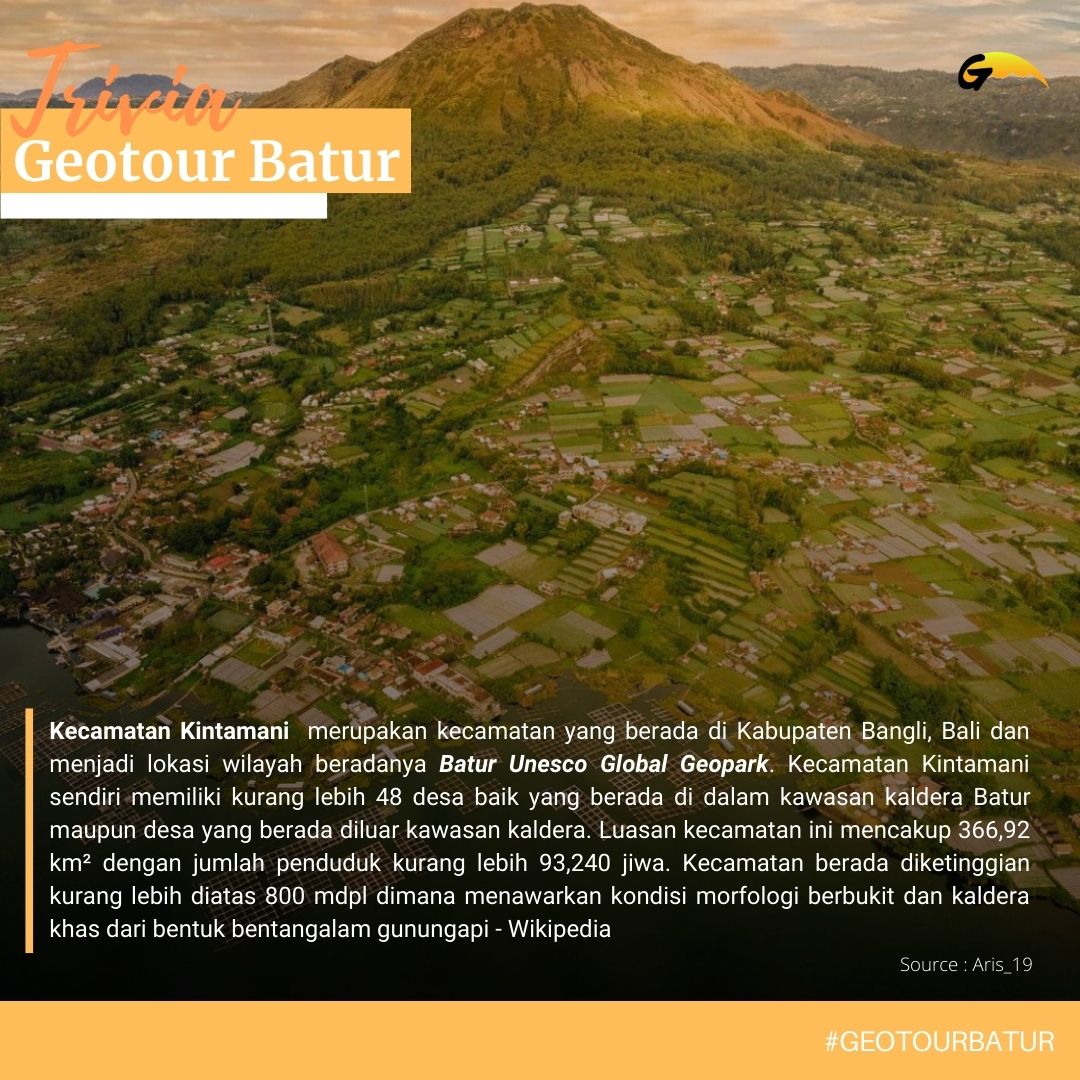 Trivia
G
Geotour Batur
Kecamatan Kintamani merupakan kecamatan yang berada di Kabupaten Bangli, Bali dan
menjadi lokasi wilayah beradanya Batur Unesco Global Geopark. Kecamatan Kintamani
sendiri memiliki kurang lebih 48 desa baik yang berada di dalam kawasan kaldera Batur
maupun desa yang berada diluar kawasan kaldera. Luasan kecamatan ini mencakup 366,92
km² dengan jumlah penduduk kurang lebih 93,240 jiwa. Kecamatan berada diketinggian
kurang lebih diatas 800 mdpl dimana menawarkan kondisi morfologi berbukit dan kaldera
khas dari bentuk bentangalam gunungapi - Wikipedia
Source : Aris_19
#GEOTOURBATUR